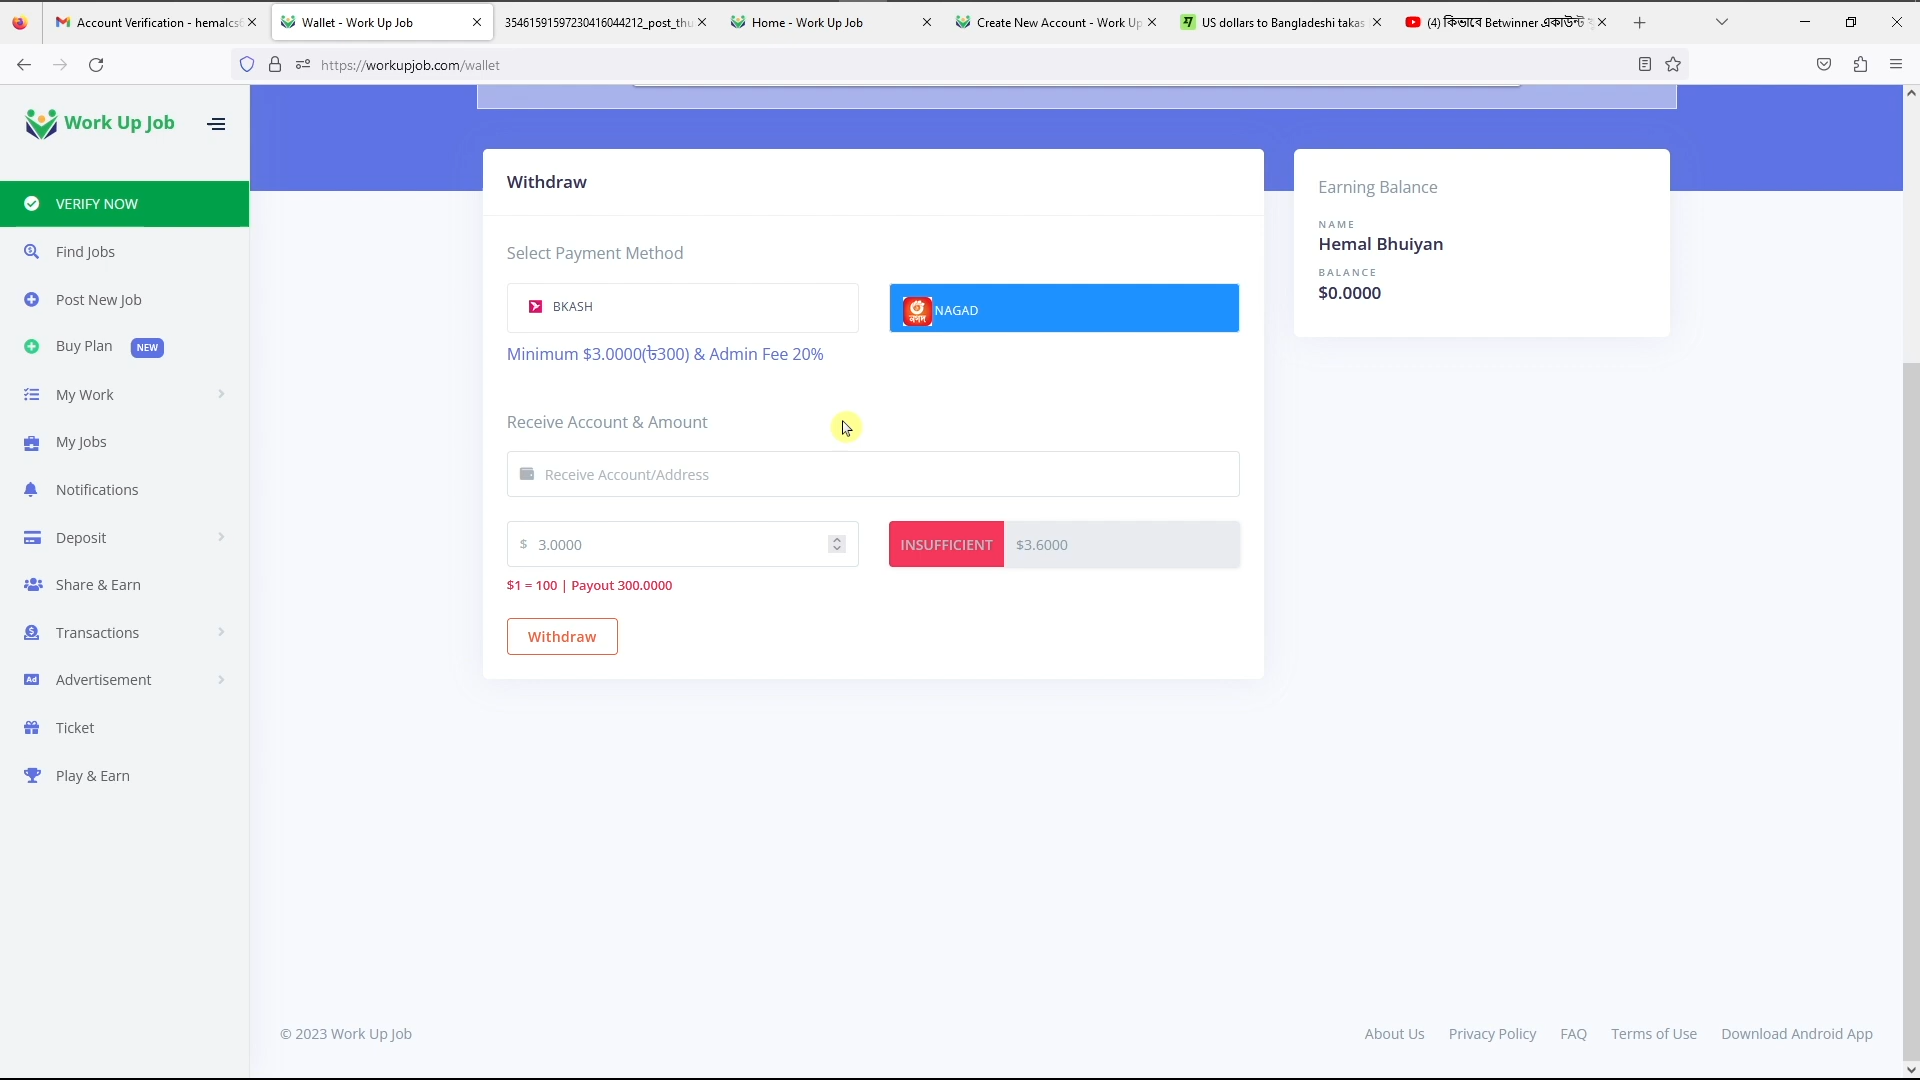 Account Verification - hemalcs
Wallet - Work Up Job
35461591597230416044212_post_thu
Home - Work Up Job
Create New Account - Work Up
US dollars to Bangladeshi takas
(4) কিভাবে Betwinner একাউন্ট
https://workupjob.com/wallet
Work Up Job
VERIFY NOW
Find Jobs
Post New Job
Buy Plan NEW
My Work
My Jobs
Notifications
Deposit
Share & Earn
Transactions
Ad Advertisement
Ticket
Play & Earn
Withdraw
Select Payment Method
BKASH
নগদ NAGAD
Minimum $3.0000(৳300) & Admin Fee 20%
Receive Account & Amount
Receive Account/Address
$ 3.0000
INSUFFICIENT $3.6000
$1 = 100 | Payout 300.0000
Withdraw
Earning Balance
NAME
Hemal Bhuiyan
BALANCE
$0.0000
© 2023 Work Up Job
About Us Privacy Policy FAQ Terms of Use Download Android App